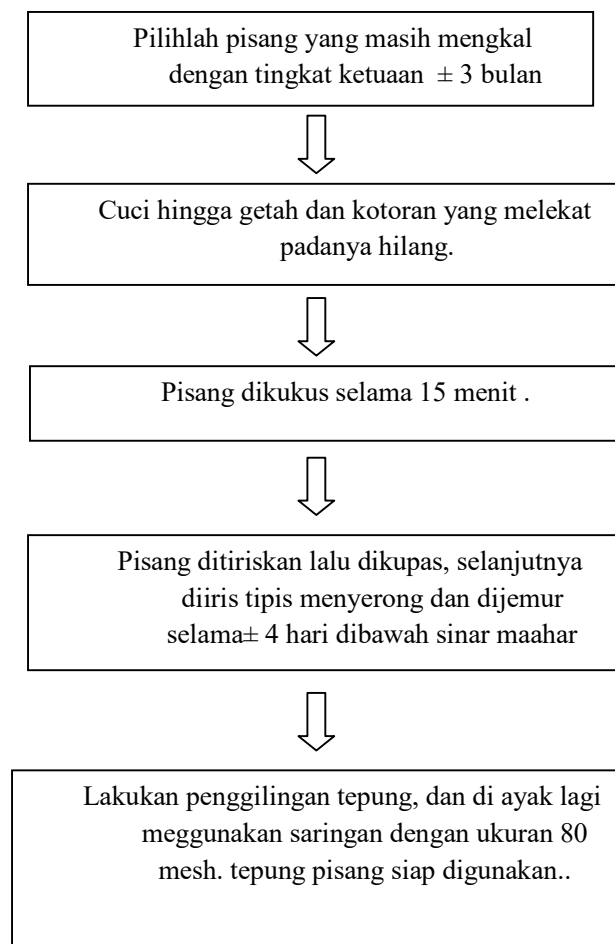 Pilihlah pisang yang masih mengkal
dengan tingkat ketuaan ± 3 bulan
Cuci hingga getah dan kotoran yang melekat
padanya hilang.
Pisang dikukus selama 15 menit .
Pisang ditiriskan lalu dikupas, selanjutnya
diiris tipis menyerong dan dijemur
selama± 4 hari dibawah sinar maahar
Lakukan penggilingan tepung, dan di ayak lagi
meggunakan saringan dengan ukuran 80
mesh. tepung pisang siap digunakan..